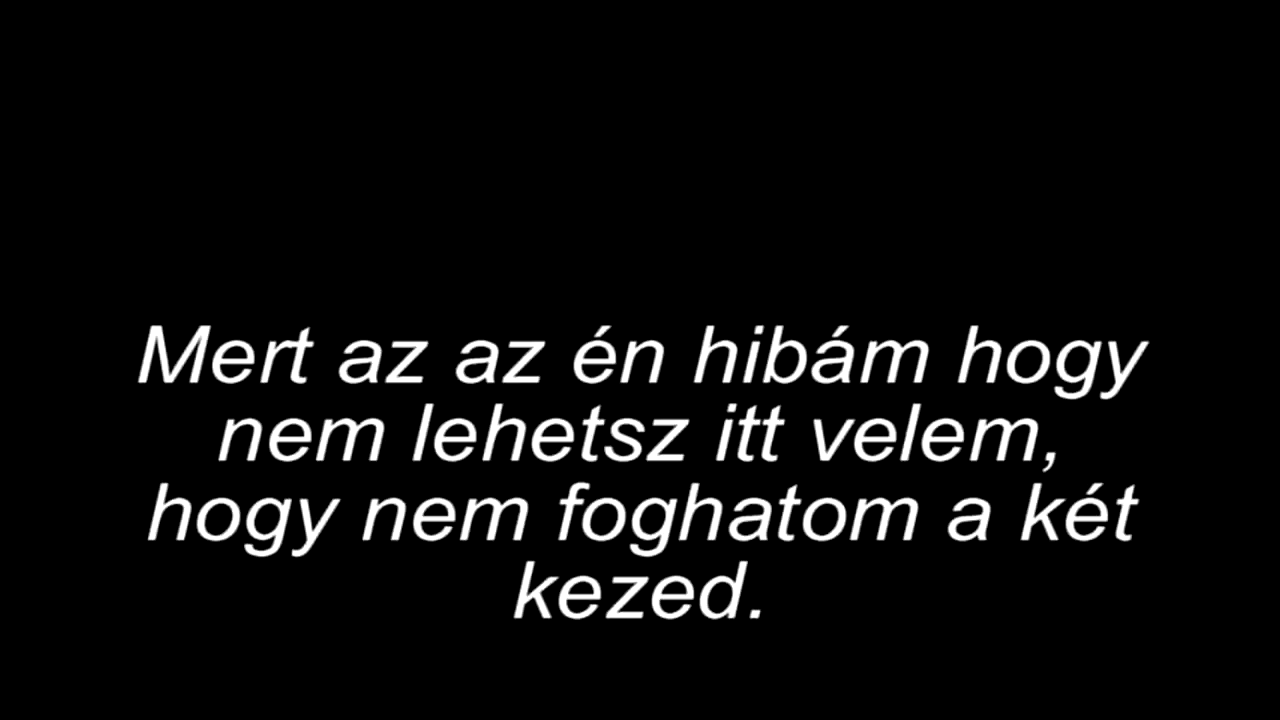 Mert az az én hibám hogy
nem lehetsz itt velem,
hogy nem foghatom a két
kezed.